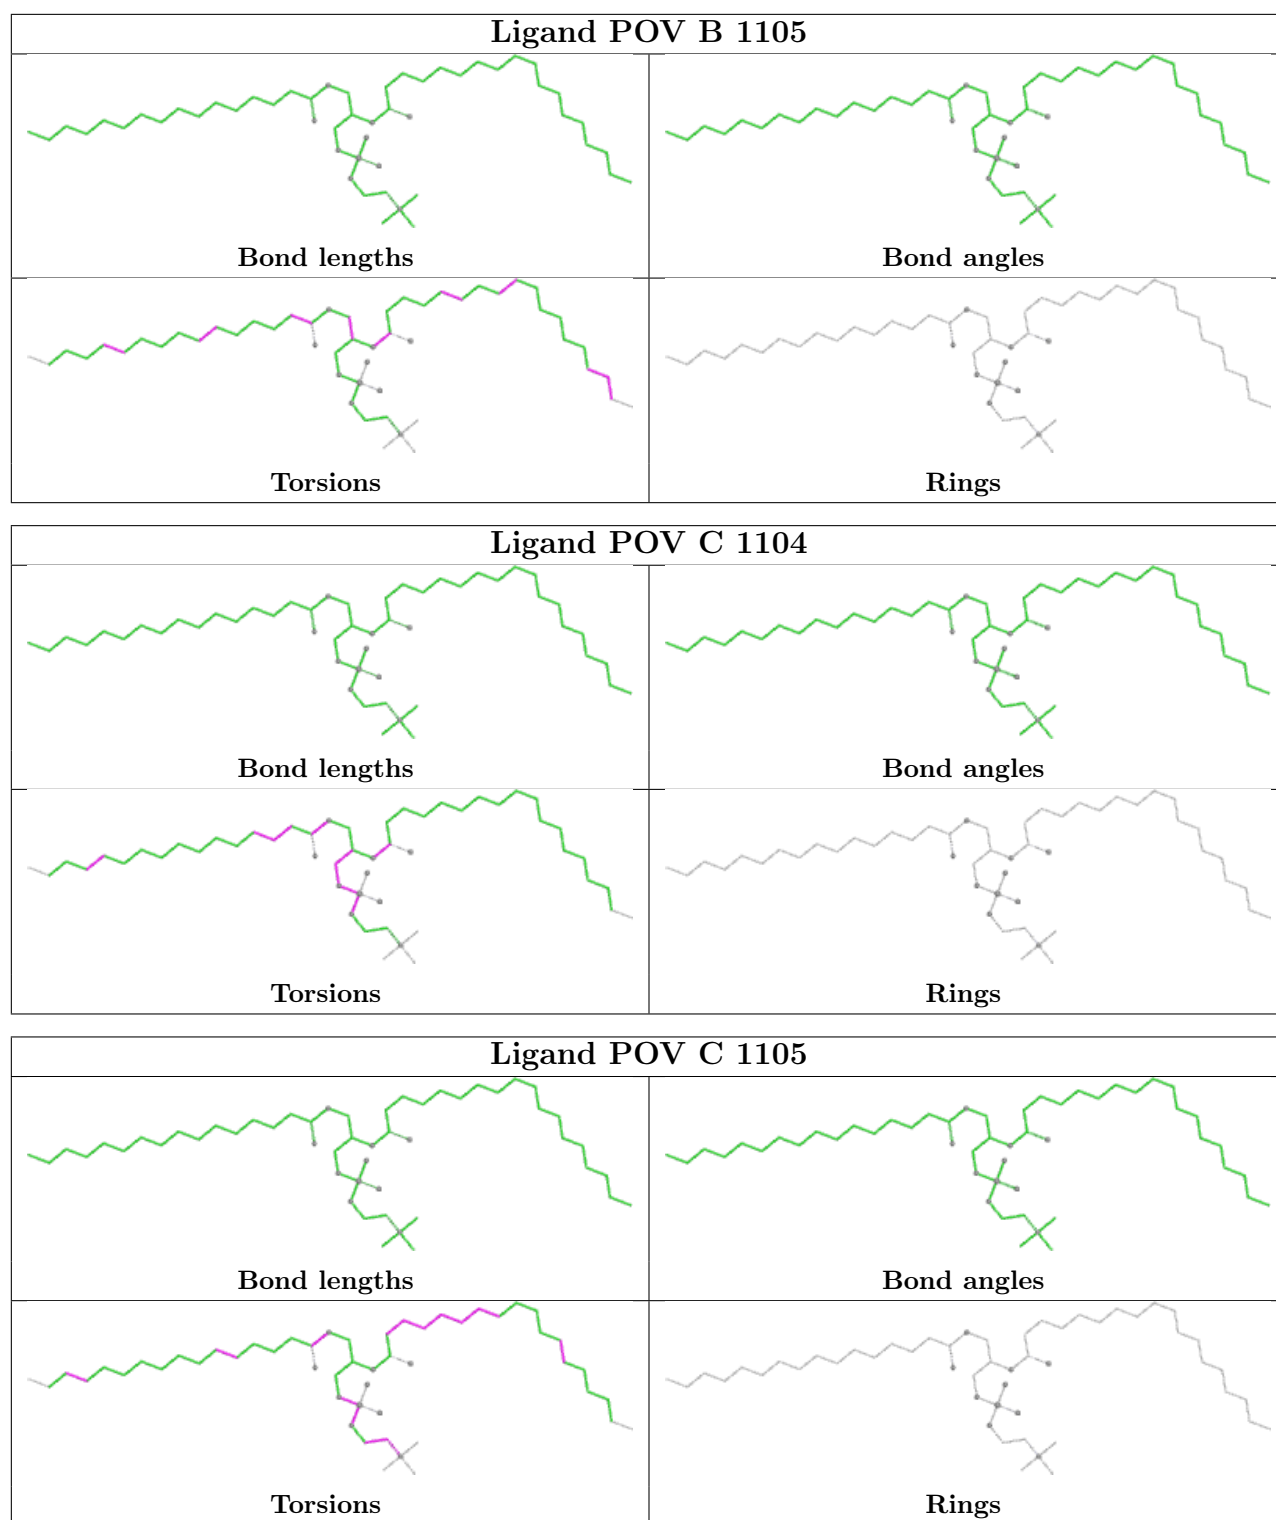 Ligand POV B 1105
Bond lengths Bond angles
Torsions Rings
Ligand POV C 1104
Bond lengths Bond angles
Torsions Rings
Ligand POV C 1105
Bond lengths Bond angles
Torsions Rings